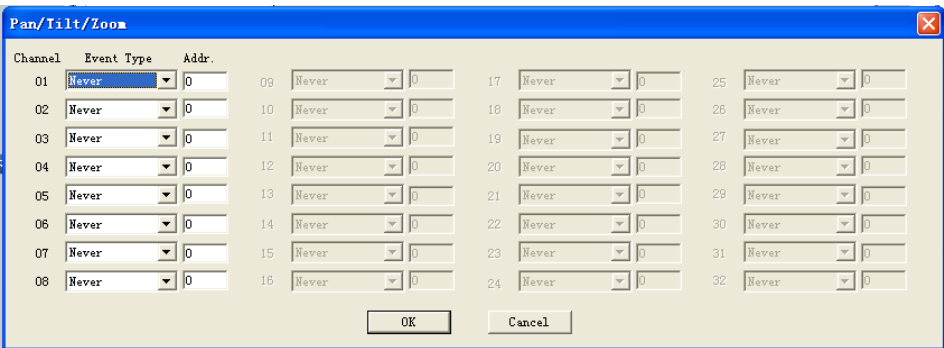 Pan/Tilt/Zoom
Channel Event Type Addr.
01 Never 0 09 Never 0 17 Never 0 25 Never 0
02 Never 0 10 Never 0 18 Never 0 26 Never 0
03 Never 0 11 Never 0 19 Never 0 27 Never 0
04 Never 0 12 Never 0 20 Never 0 28 Never 0
05 Never 0 13 Never 0 21 Never 0 29 Never 0
06 Never 0 14 Never 0 22 Never 0 30 Never 0
07 Never 0 15 Never 0 23 Never 0 31 Never 0
08 Never 0 16 Never 0 24 Never 0 32 Never 0
OK Cancel